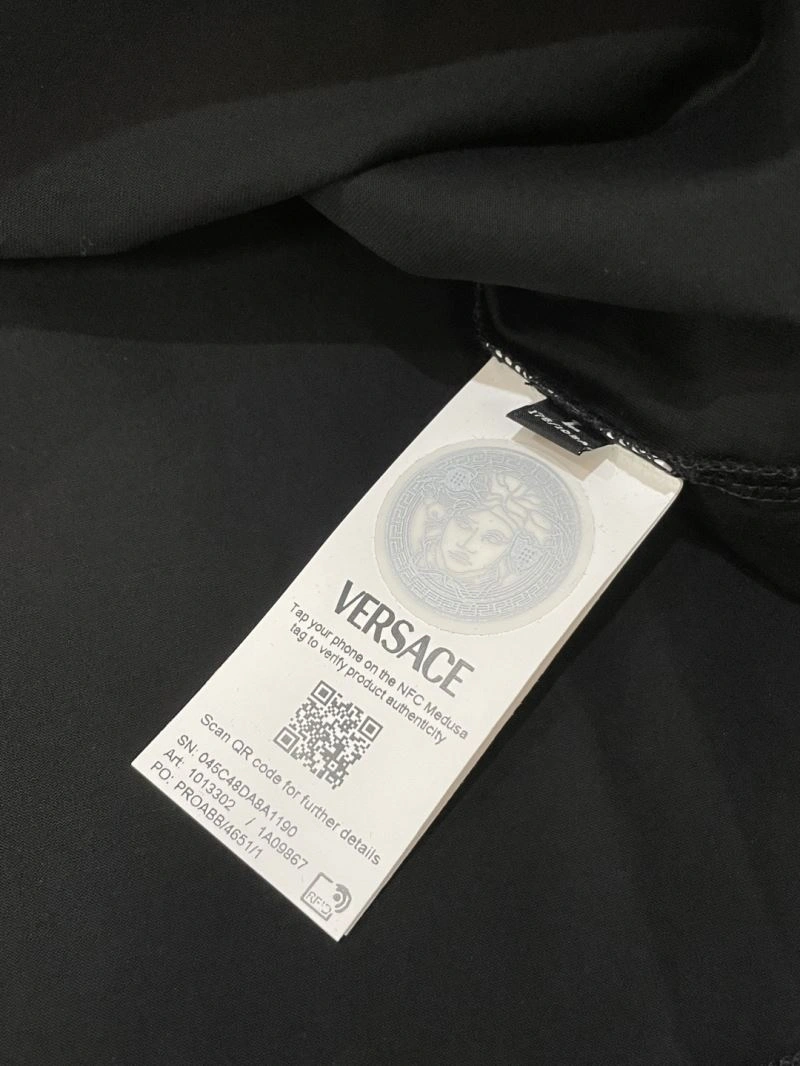 L
VERSACE
Tap your phone on the NFC Medusa
tag to verify product authenticity
Scan QR code for further details
SN: 045C48DA8A1190
Art: 1013302 / 1A09867
PO: PROABB/4651/1
RFID